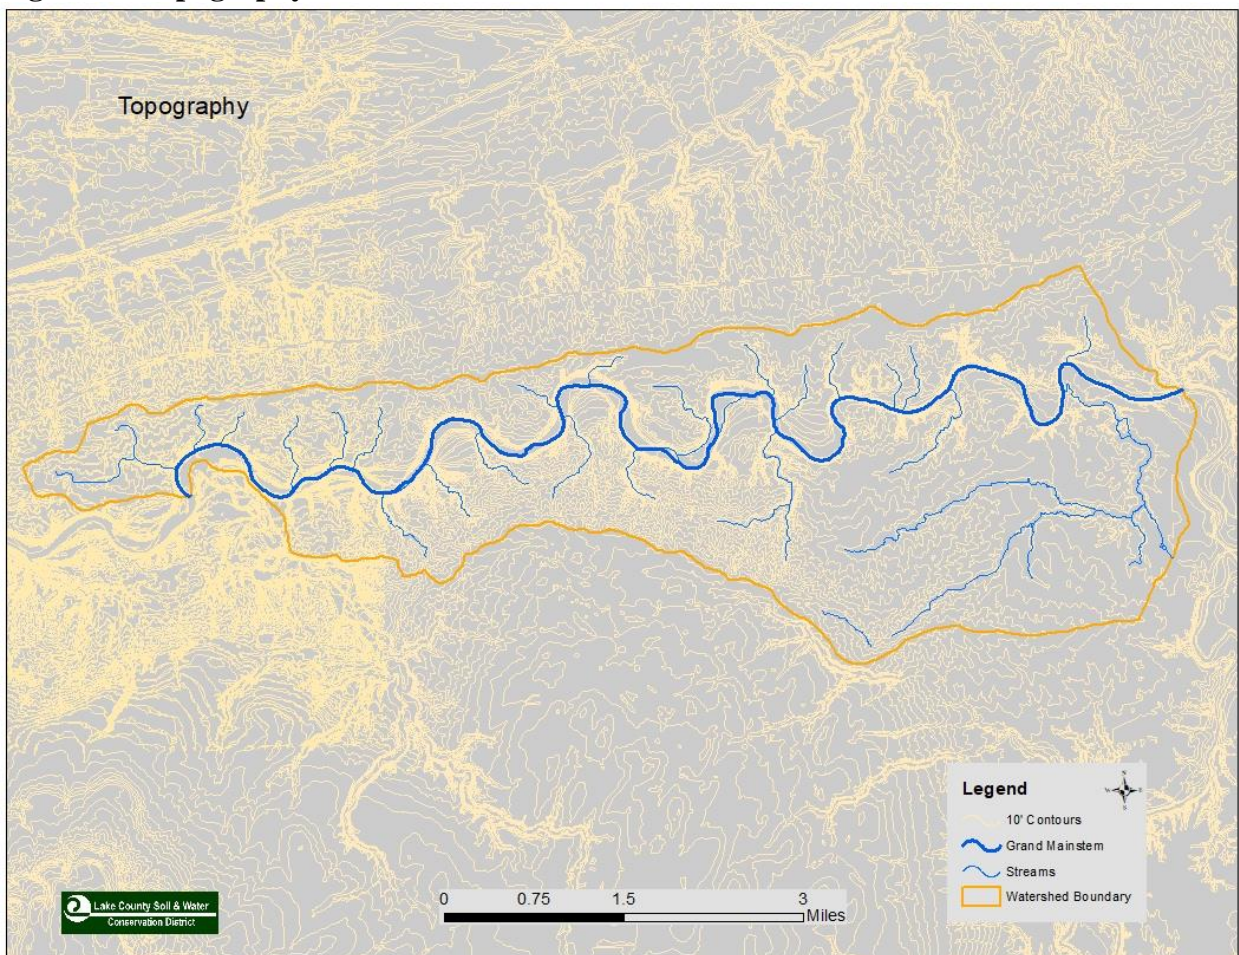 Topography
Legend
10' Contours
Grand Mainstem
Streams
Watershed Boundary
Lake County Soil & Water
Conservation District
0 0.75 1.5 3
Miles